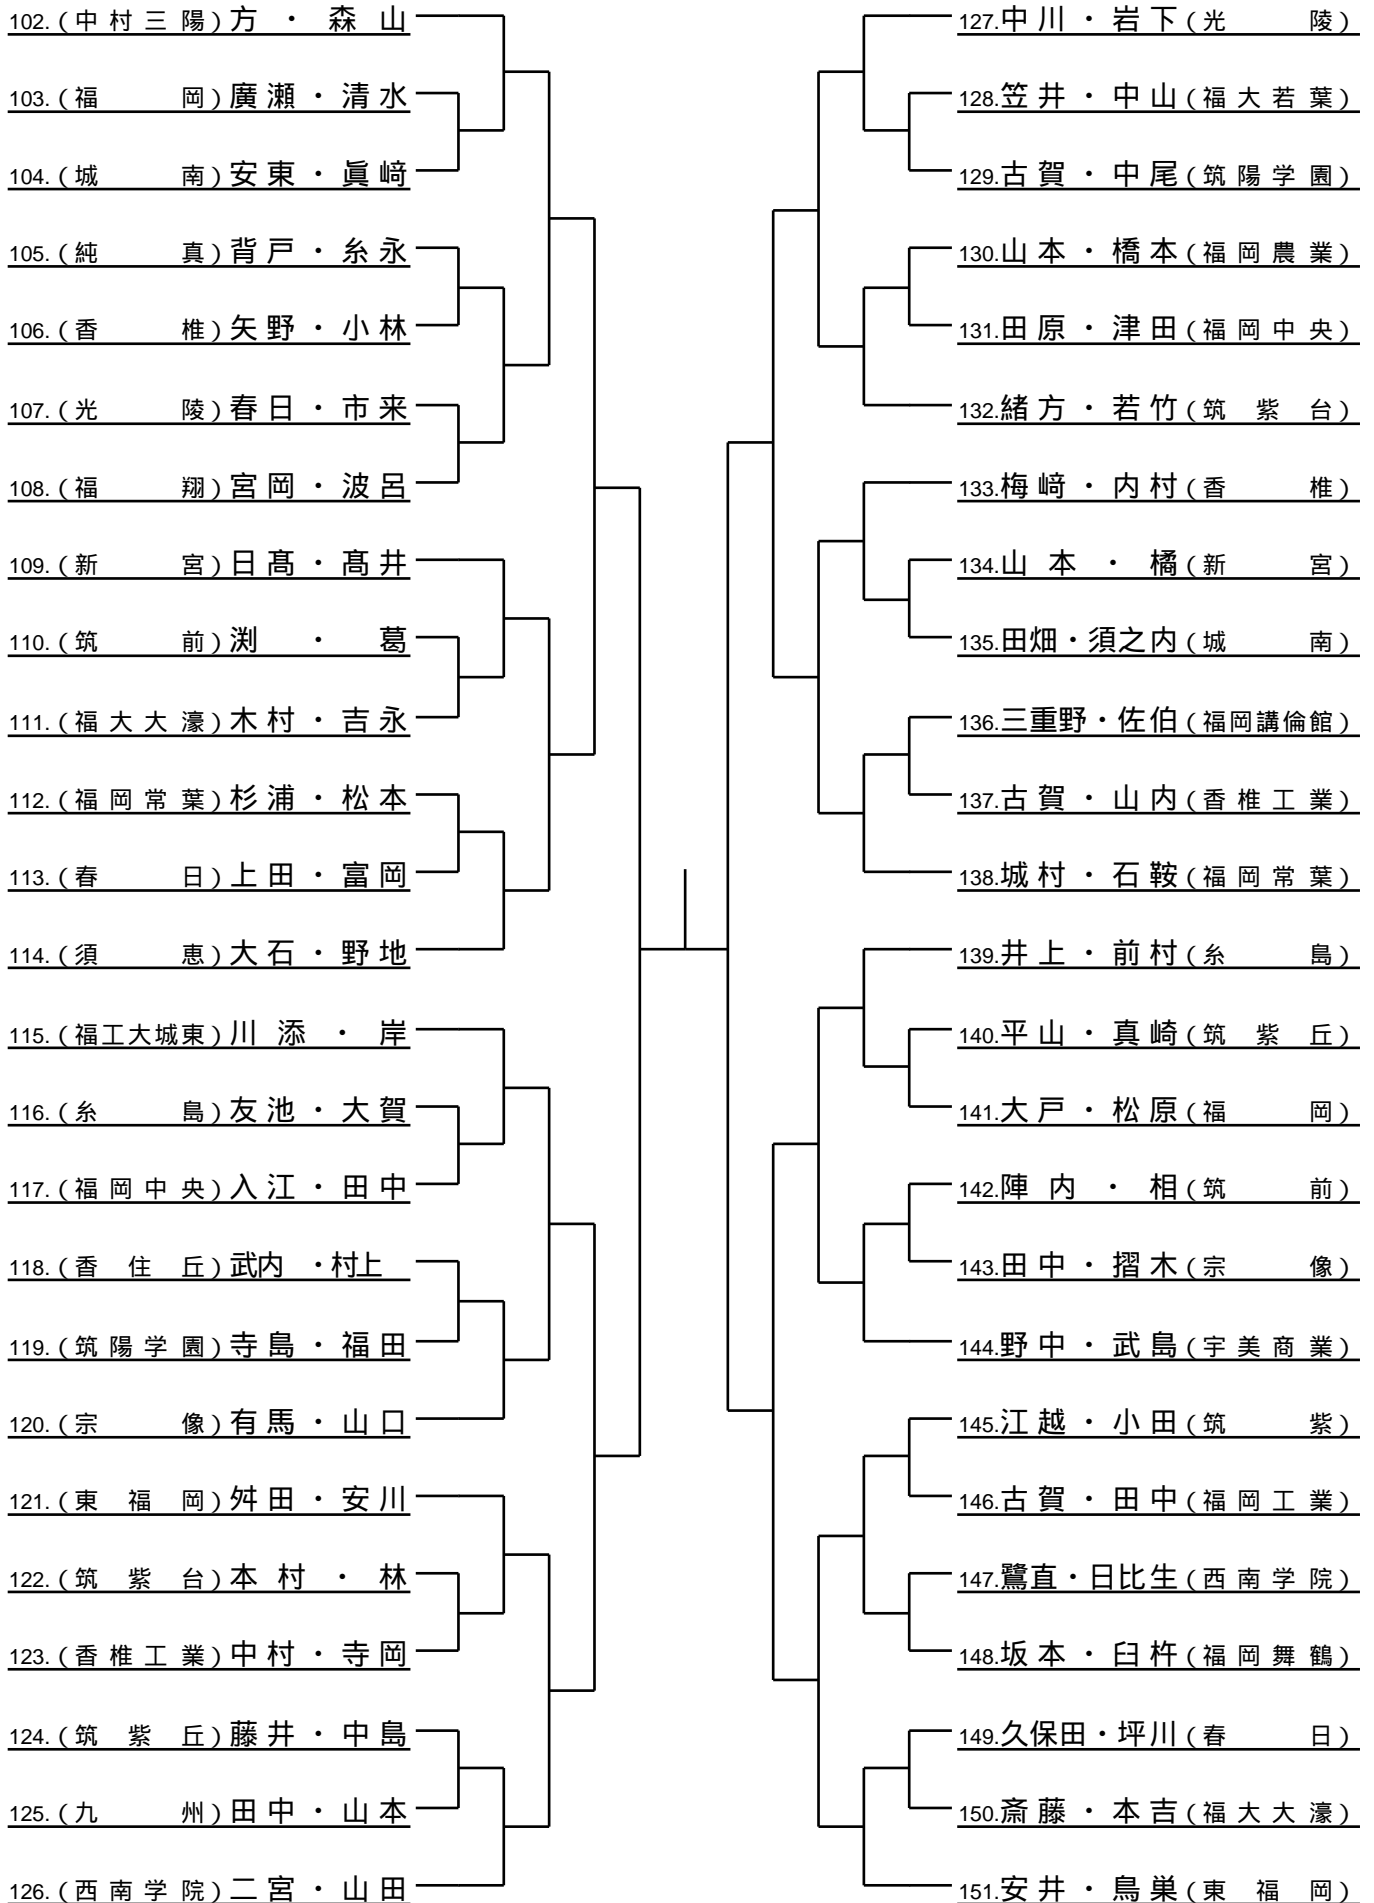 102.(中村三陽)方・森山
103.(福岡)廣瀬・清水
104.(城南)安東・眞﨑
105.(純真)背戸・糸永
106.(香椎)矢野・小林
107.(光陵)春日・市来
108.(福翔)宮岡・波呂
109.(新宮)日髙・髙井
110.(筑前)渕・葛
111.(福大大濠)木村・吉永
112.(福岡常葉)杉浦・松本
113.(春日)上田・富岡
114.(須恵)大石・野地
115.(福工大城東)川添・岸
116.(糸島)友池・大賀
117.(福岡中央)入江・田中
118.(香住丘)武内・村上
119.(筑陽学園)寺島・福田
120.(宗像)有馬・山口
121.(東福岡)舛田・安川
122.(筑紫台)本村・林
123.(香椎工業)中村・寺岡
124.(筑紫丘)藤井・中島
125.(九州)田中・山本
126.(西南学院)二宮・山田
127.中川・岩下(光陵)
128.笠井・中山(福大若葉)
129.古賀・中尾(筑陽学園)
130.山本・橋本(福岡農業)
131.田原・津田(福岡中央)
132.緒方・若竹(筑紫台)
133.梅﨑・内村(香椎)
134.山本・橘(新宮)
135.田畑・須之内(城南)
136.三重野・佐伯(福岡講倫館)
137.古賀・山内(香椎工業)
138.城村・石鞍(福岡常葉)
139.井上・前村(糸島)
140.平山・真崎(筑紫丘)
141.大戸・松原(福岡)
142.陣内・相(筑前)
143.田中・摺木(宗像)
144.野中・武島(宇美商業)
145.江越・小田(筑紫)
146.古賀・田中(福岡工業)
147.鷺直・日比生(西南学院)
148.坂本・臼杵(福岡舞鶴)
149.久保田・坪川(春日)
150.斎藤・本吉(福大大濠)
151.安井・鳥巣(東福岡)